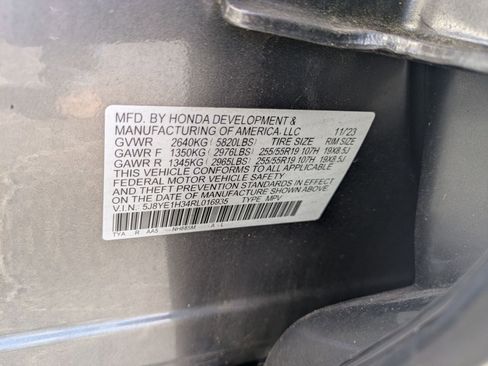 MFD. BY HONDA DEVELOPMENT &
MANUFACTURING OF AMERICA, LLC 11/23
GVWR 2640KG (5820LBS) TIRE SIZE RIM SIZE
GAWR F 1350KG (2976LBS) 255/55R19 107H 19X8.5J
GAWR R 1345KG (2965LBS) 255/55R19 107H 19X8.5J
THIS VEHICLE CONFORMS TO ALL APPLICABLE
FEDERAL MOTOR VEHICLE SAFETY
AND THEFT PREVENTION STANDARDS IN EFFECT
ON THE DATE OF MANUFACTURE SHOWN ABOVE.
V.I.N.: 5J8YE1H34RL016935 TYPE: MPV
TYA R AA5 NH885M A L